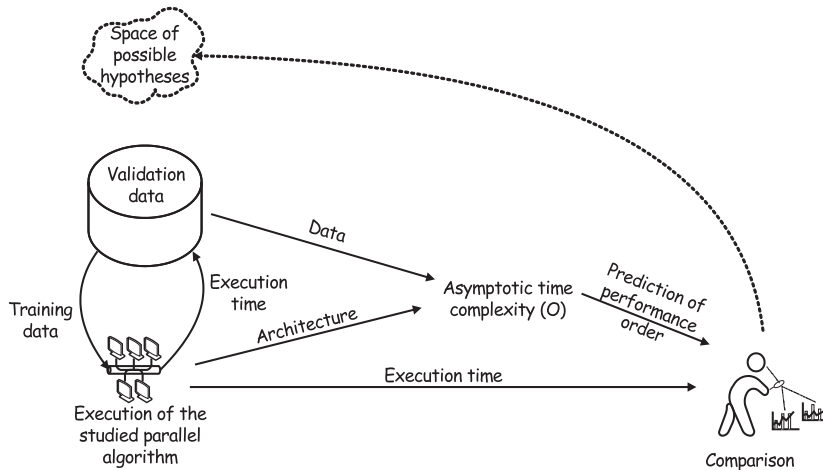 Space of
possible
hypotheses
Validation
data
Data
Execution
time
Training
data
Architecture
Asymptotic time
complexity (O)
Prediction of
performance
order
Execution time
Execution of the
studied parallel
algorithm
Comparison